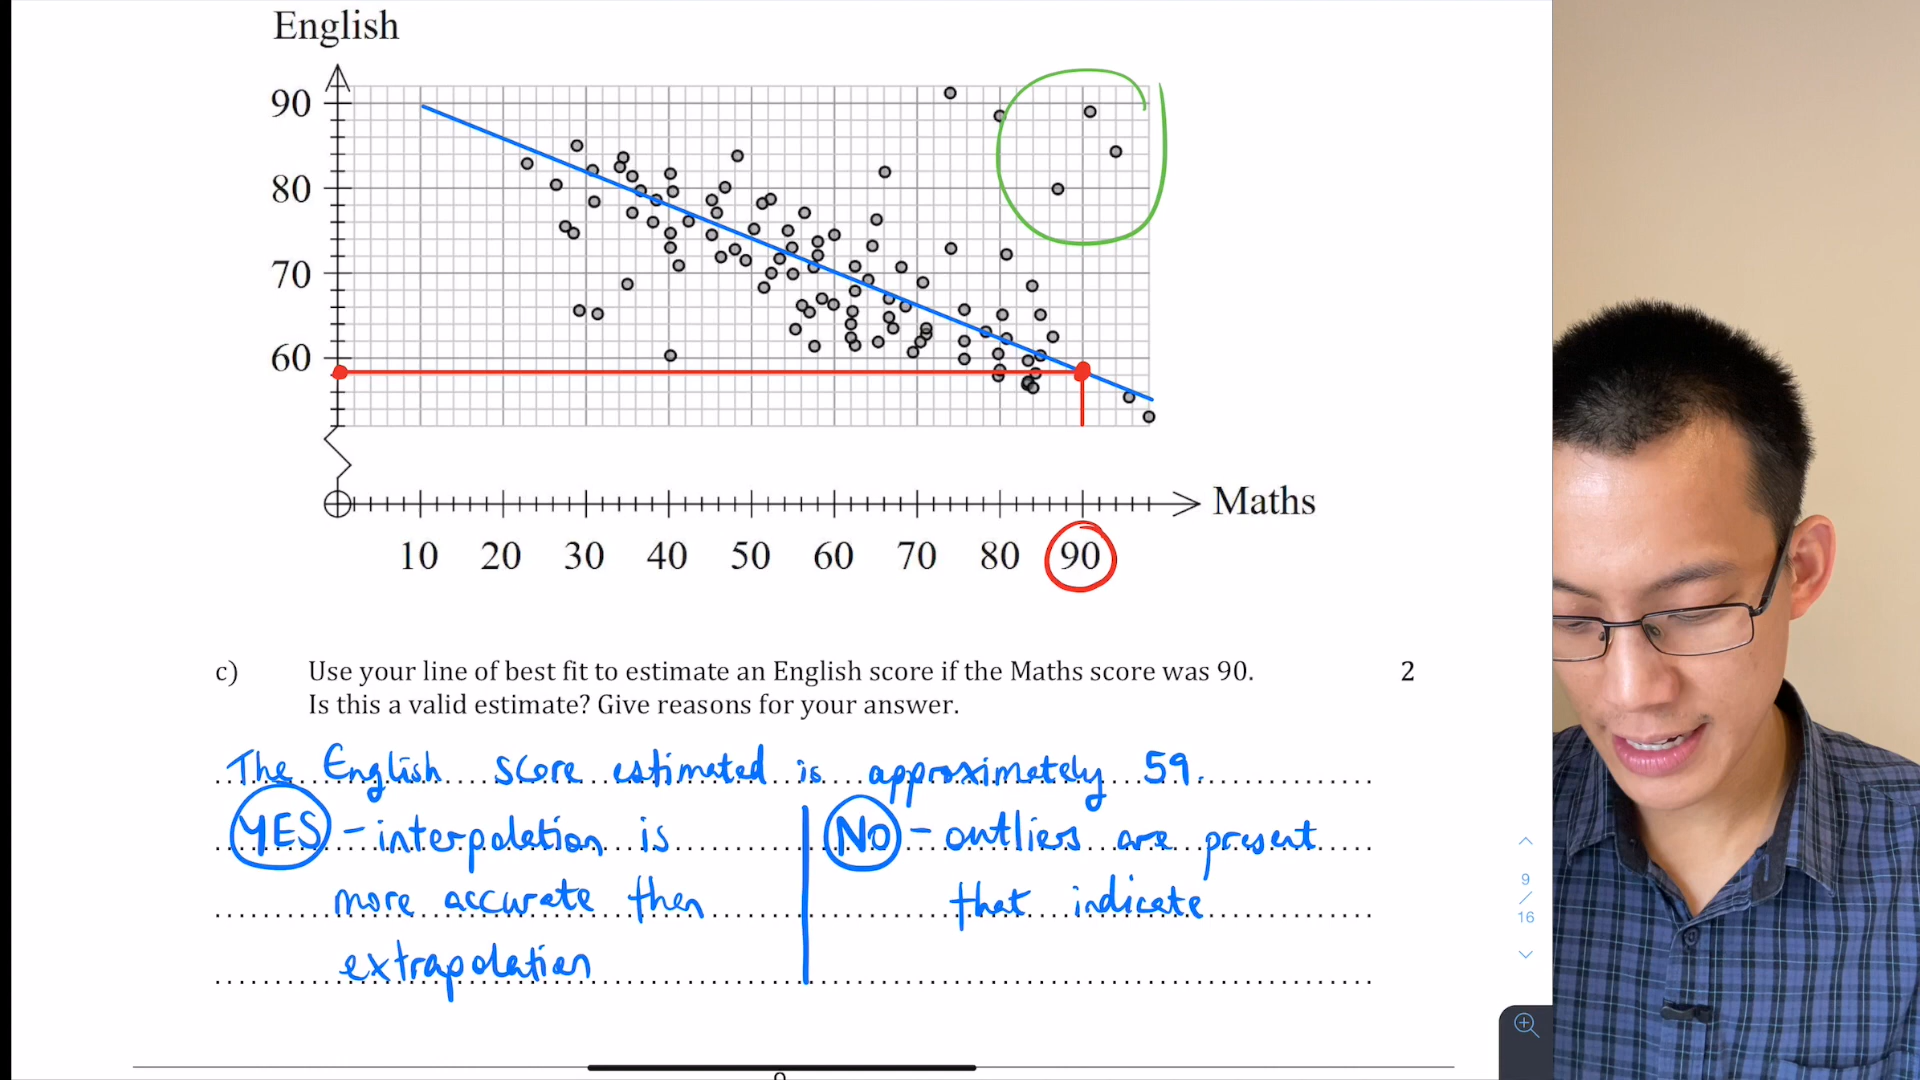 English
90
80
70
60
Maths
10 20 30 40 50 60 70 80 90
c) Use your line of best fit to estimate an English score if the Maths score was 90. 2
Is this a valid estimate? Give reasons for your answer.
The English score estimated is approximately 59.
YES - interpolation is
more accurate then
extrapolation
NO - outliers are present
that indicate
9
/
16